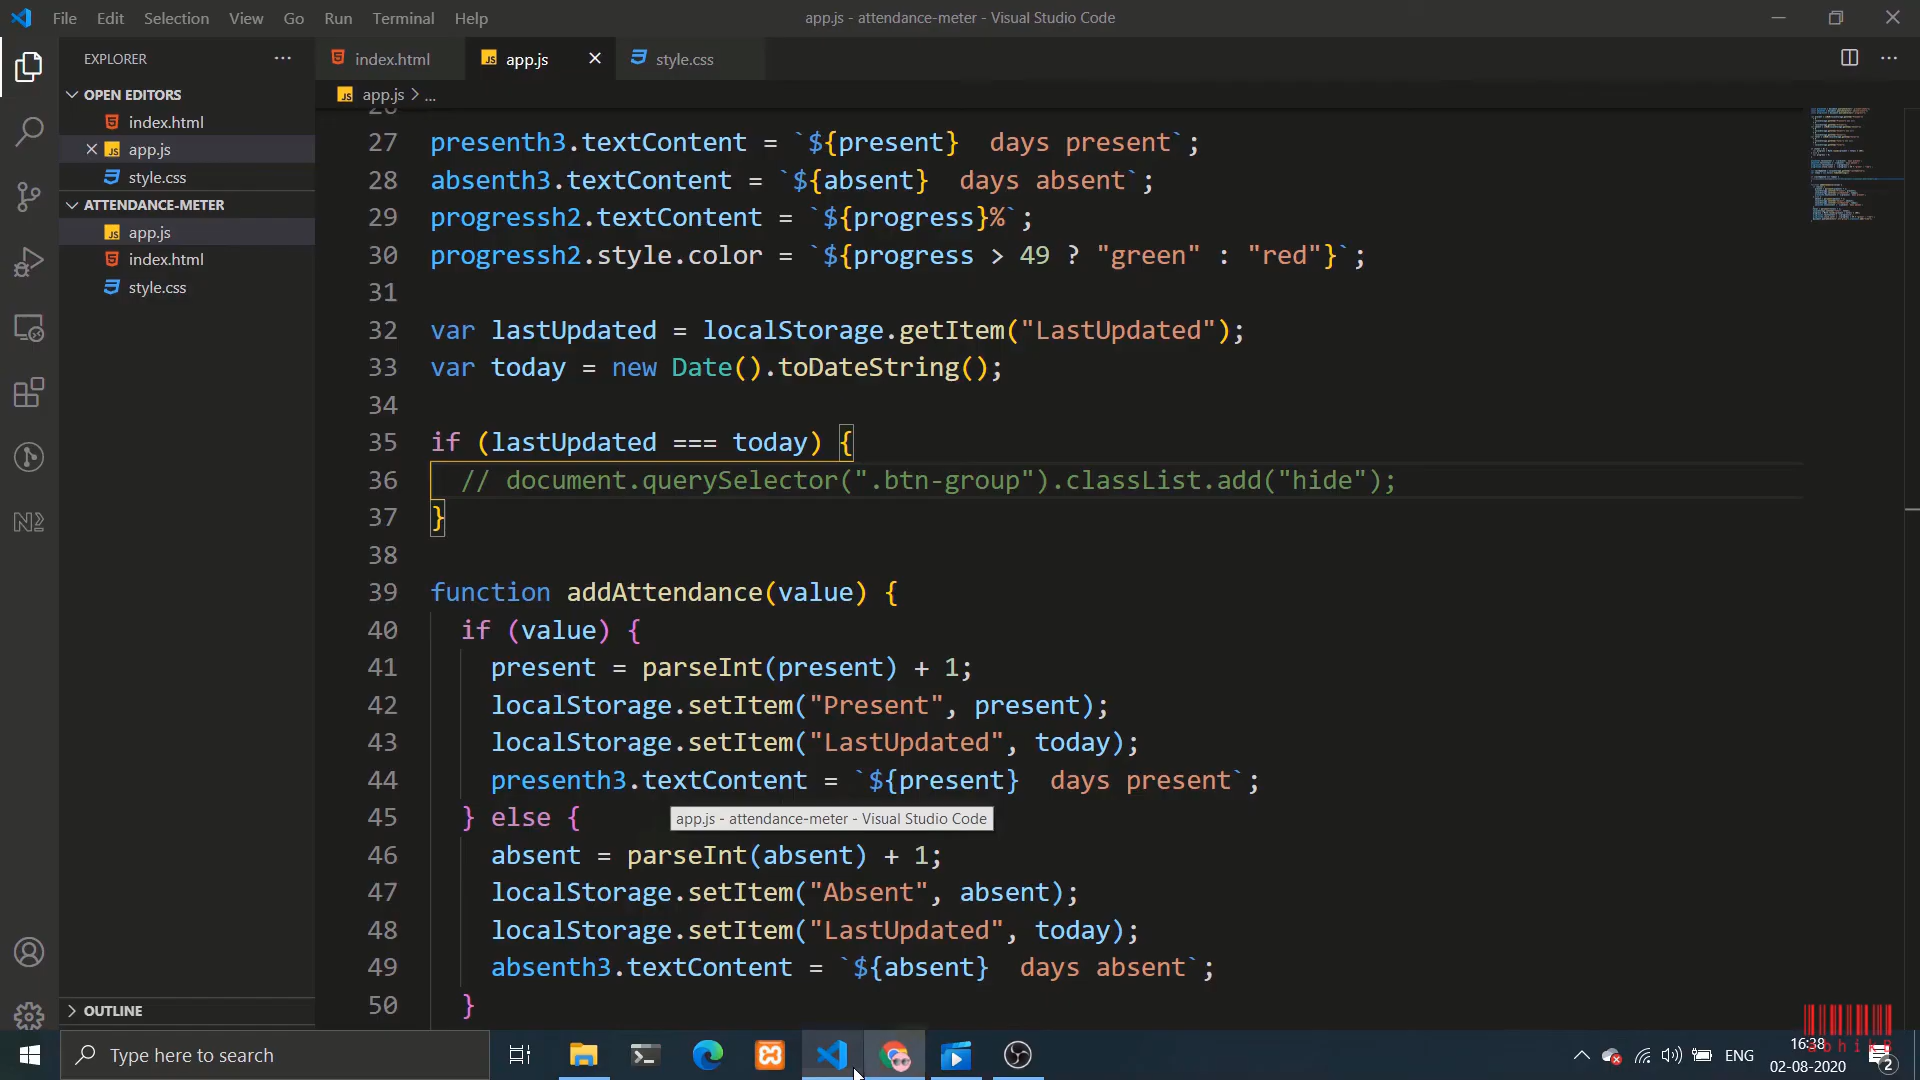 File Edit Selection View Go Run Terminal Help
app.js - attendance-meter - Visual Studio Code
EXPLORER
index.html
app.js
style.css
OPEN EDITORS
index.html
app.js
style.css
ATTENDANCE-METER
app.js
index.html
style.css
app.js > ...
27 presenth3.textContent = `${present}  days present`;
28 absenth3.textContent = `${absent}  days absent`;
29 progressh2.textContent = `${progress}%`;
30 progressh2.style.color = `${progress > 49 ? "green" : "red"}`;
31
32 var lastUpdated = localStorage.getItem("LastUpdated");
33 var today = new Date().toDateString();
34
35 if (lastUpdated === today) {
36 // document.querySelector(".btn-group").classList.add("hide");
37 }
38
39 function addAttendance(value) {
40 if (value) {
41 present = parseInt(present) + 1;
42 localStorage.setItem("Present", present);
43 localStorage.setItem("LastUpdated", today);
44 presenth3.textContent = `${present}  days present`;
45 } else {
app.js - attendance-meter - Visual Studio Code
46 absent = parseInt(absent) + 1;
47 localStorage.setItem("Absent", absent);
48 localStorage.setItem("LastUpdated", today);
49 absenth3.textContent = `${absent}  days absent`;
50 }
OUTLINE
Type here to search
ENG
16:38
02-08-2020
2